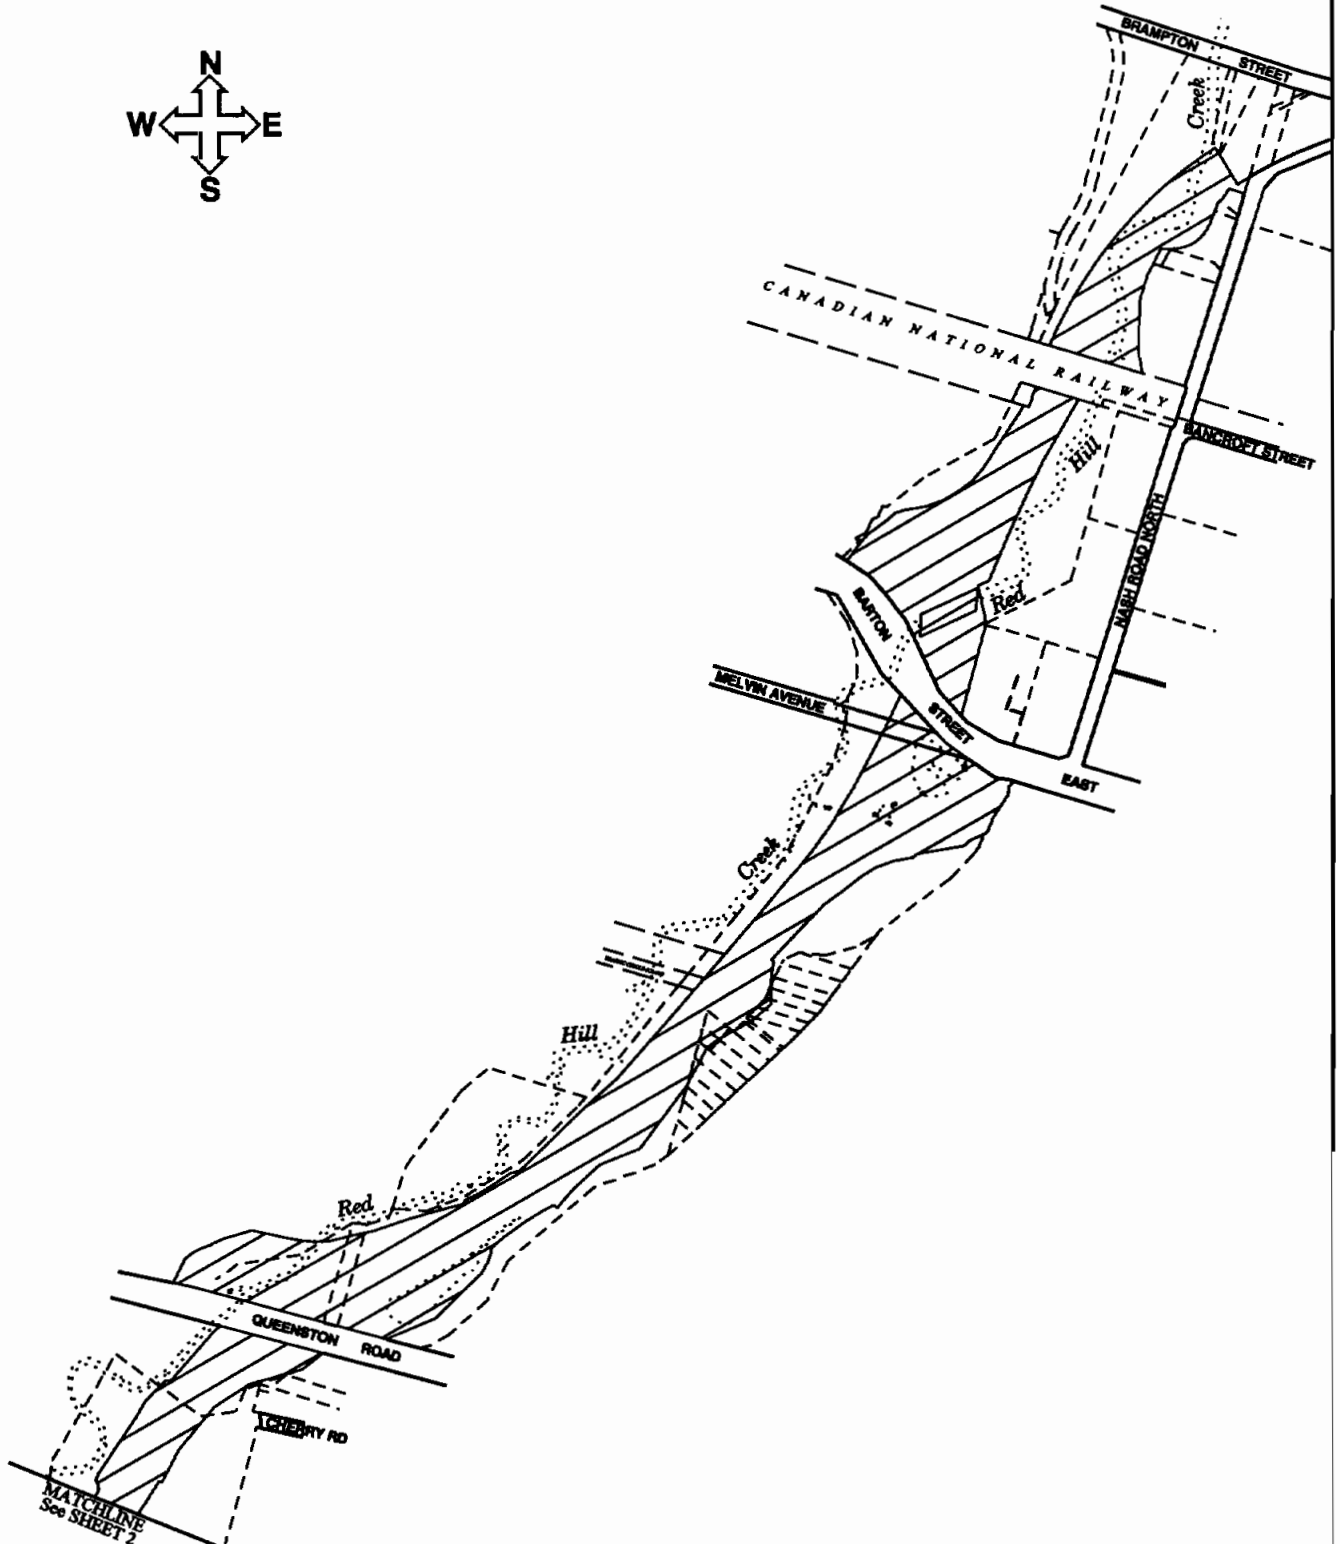 BRAMPTON STREET
N
W E
S
Creek
CANADIAN NATIONAL RAILWAY
BANCROFT STREET
Hill
NASH ROAD NORTH
Red
BARTON
STREET
EAST
MELVIN AVENUE
Creek
Hill
Red
QUEENSTON ROAD
CHERRY RD
MATCHLINE
See SHEET 2